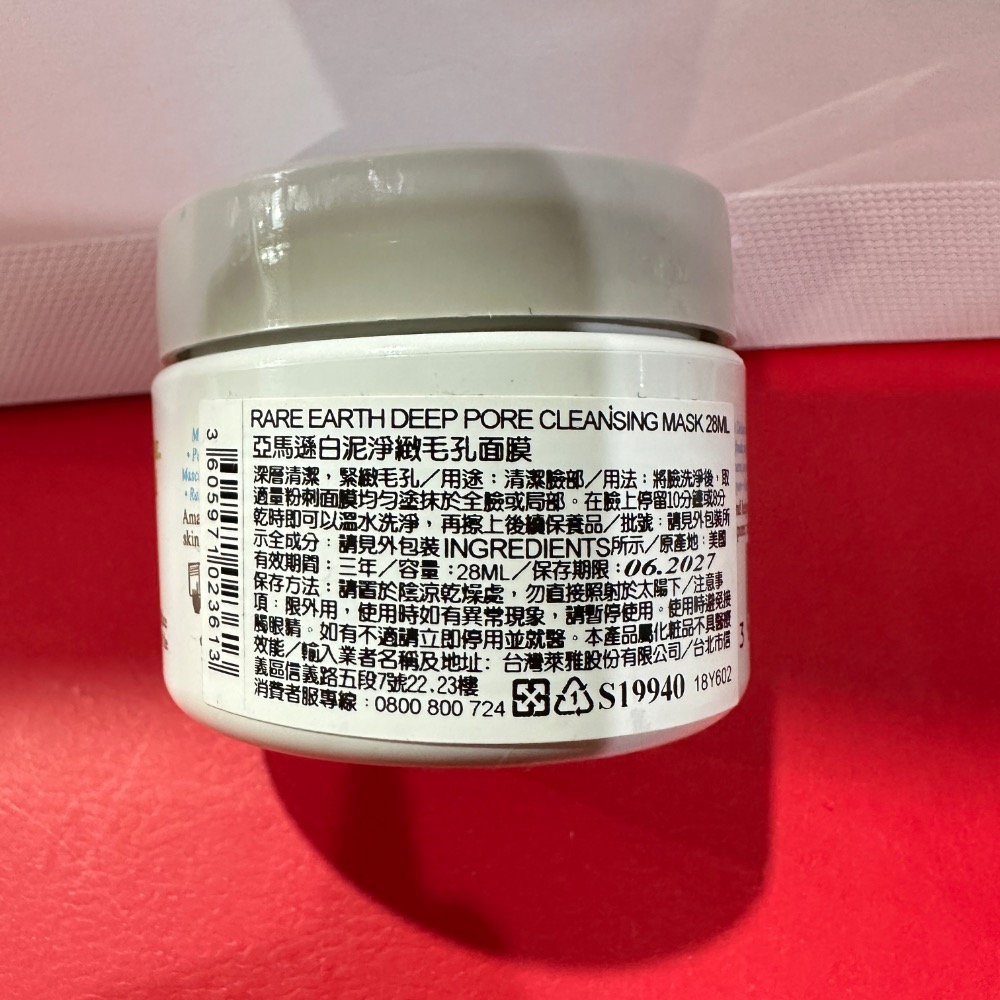 RARE EARTH DEEP PORE CLEANSING MASK 28ML
亞馬遜白泥淨緻毛孔面膜
深層清潔，緊緻毛孔／用途：清潔臉部／用法：將臉洗淨後，取
適量粉刺面膜均勻塗抹於全臉或局部。在臉上停留10分鐘或8分
乾時即可以溫水洗淨，再擦上後續保養品／批號：請見外包裝所
示全成分：請見外包裝INGREDIENTS所示／原產地：美國
有效期間：三年／容量：28ML／保存期限：06.2027
保存方法：請置於陰涼乾燥處，勿直接照射於太陽下／注意事
項：限外用，使用時如有異常現象，請暫停使用。使用時避免接
觸眼睛。如有不適請立即停用並就醫。本產品屬化粧品不具醫療
效能／輸入業者名稱及地址：台灣萊雅股份有限公司／台北市信
義區信義路五段7號22.23樓
消費者服專線：0800 800 724 1 S19940 18Y602
3 605971 023613
Ama
skin